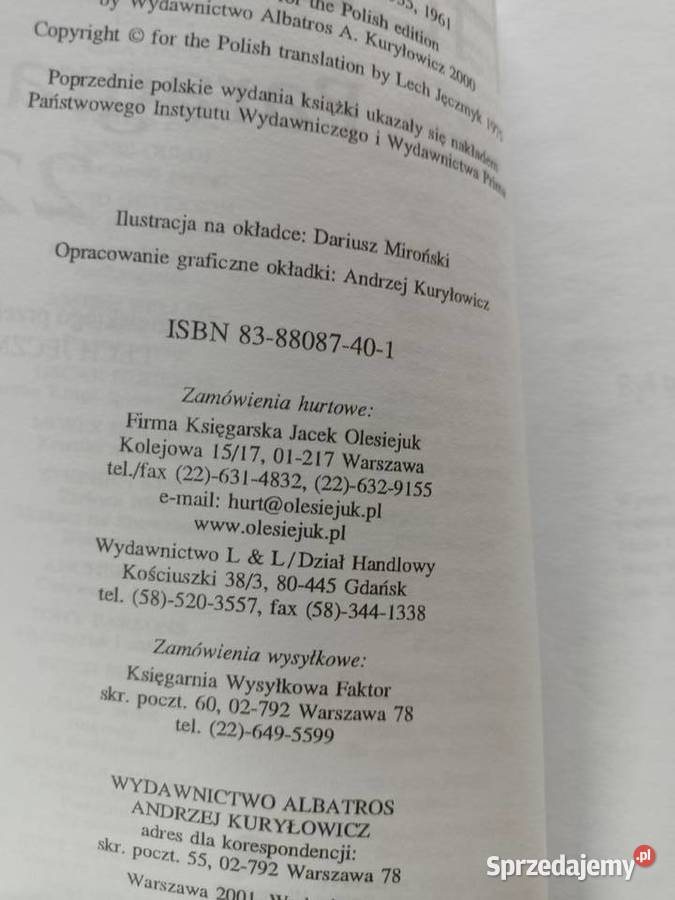 55, 1961
for the Polish edition
by Wydawnictwo Albatros A. Kuryłowicz 2000
Copyright © for the Polish translation by Lech Jęczmyk
Poprzednie polskie wydania książki ukazały się nakładem
Państwowego Instytutu Wydawniczego i Wydawnictwa Prima
Ilustracja na okładce: Dariusz Miroński
Opracowanie graficzne okładki: Andrzej Kuryłowicz
ISBN 83-88087-40-1
Zamówienia hurtowe:
Firma Księgarska Jacek Olesiejuk
Kolejowa 15/17, 01-217 Warszawa
tel./fax (22)-631-4832, (22)-632-9155
e-mail: hurt@olesiejuk.pl
www.olesiejuk.pl
Wydawnictwo L & L/Dział Handlowy
Kościuszki 38/3, 80-445 Gdańsk
tel. (58)-520-3557, fax (58)-344-1338
Zamówienia wysyłkowe:
Księgarnia Wysyłkowa Faktor
skr. poczt. 60, 02-792 Warszawa 78
tel. (22)-649-5599
WYDAWNICTWO ALBATROS
ANDRZEJ KURYŁOWICZ
adres dla korespondencji:
skr. poczt. 55, 02-792 Warszawa 78
Warszawa 2001
Sprzedajemy.pl